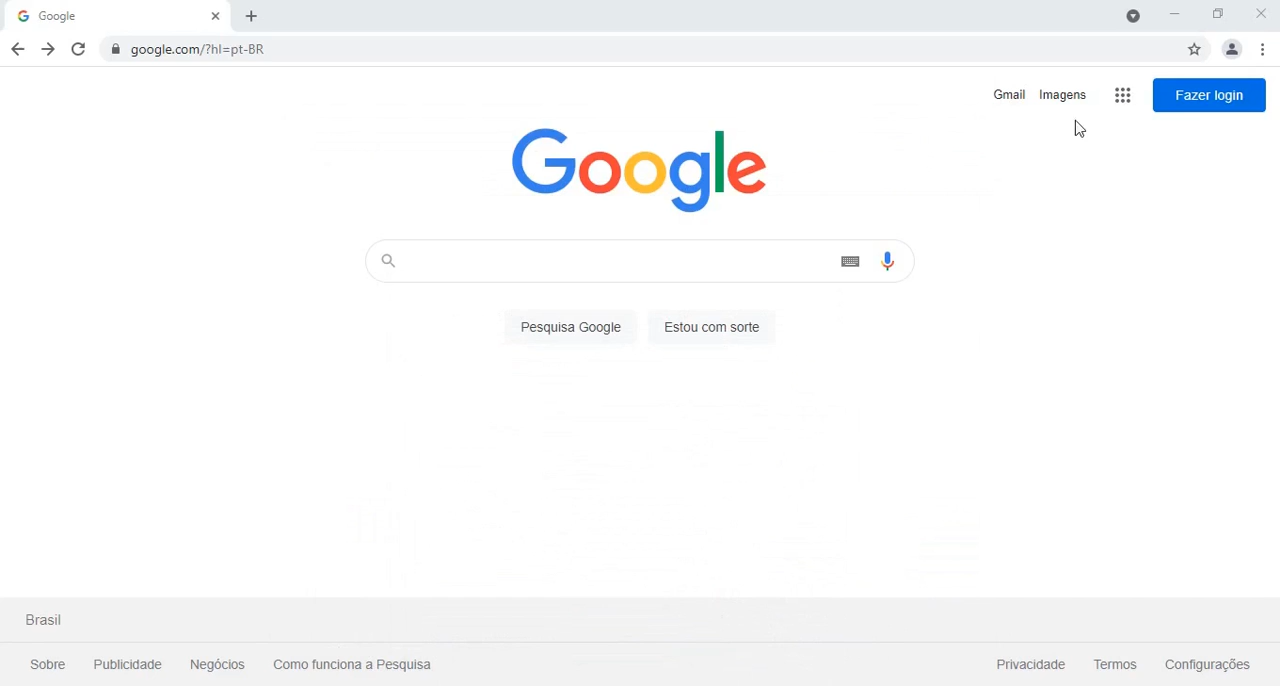 Google
google.com/?hl=pt-BR
Gmail Imagens Fazer login
Google
Pesquisa Google Estou com sorte
Brasil
Sobre Publicidade Negócios Como funciona a Pesquisa Privacidade Termos Configurações